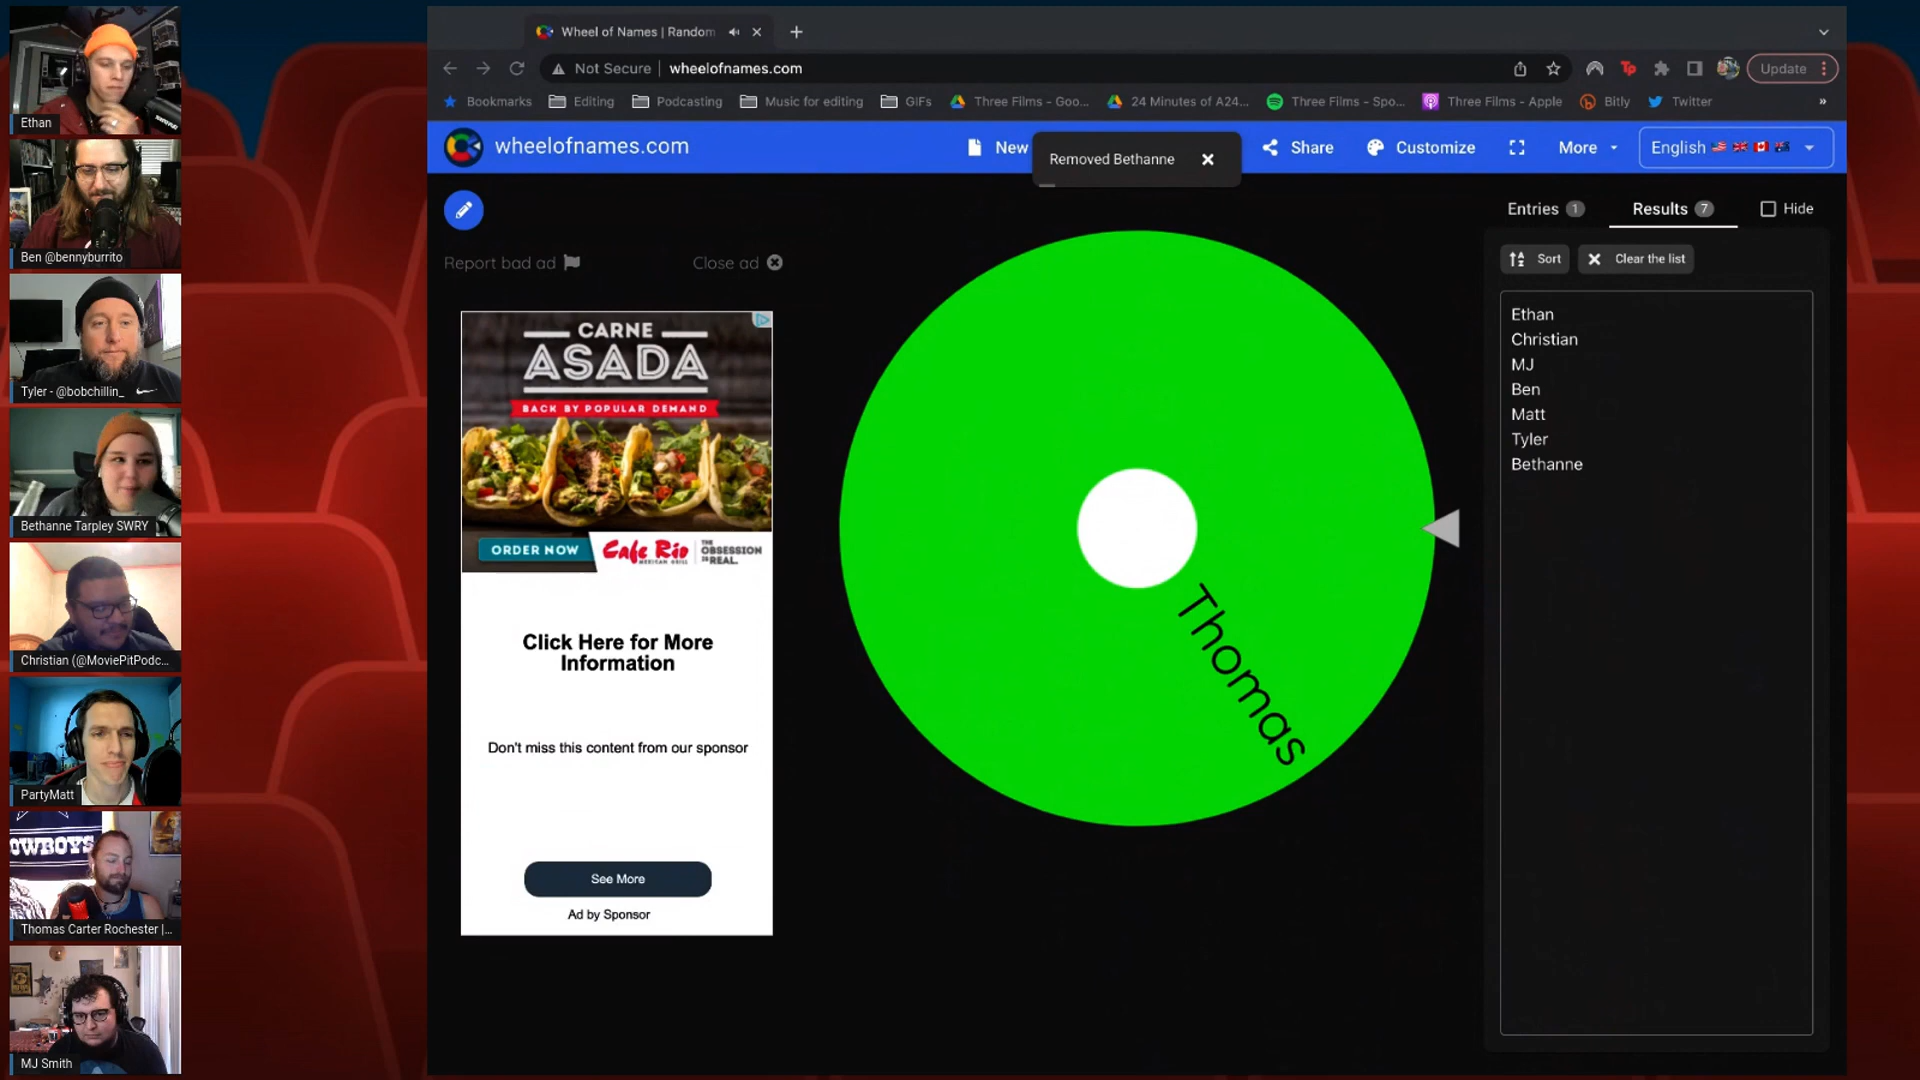 Ethan
Ben @bennyburrito
Tyler - @bobchillin_
Bethanne Tarpley SWRY
Christian (@MoviePitPodc...
PartyMatt
COWBOYS
Thomas Carter Rochester |...
MJ Smith
Wheel of Names | Random
Not Secure | wheelofnames.com
Update
Bookmarks
Editing
Podcasting
Music for editing
GiFs
Three Films - Goo...
24 Minutes of A24...
Three Films - Spo...
Three Films - Apple
Bitly
Twitter
»
wheelofnames.com
New
Removed Bethanne
Share
Customize
More
English
Report bad ad
Close ad
CARNE
ASADA
BACK BY POPULAR DEMAND
ORDER NOW
Cafe Rio
MEXICAN GRILL
THE
OBSESSION
IS REAL.
Click Here for More
Information
Don't miss this content from our sponsor
See More
Ad by Sponsor
Thomas
Entries 1
Results 7
Hide
Sort
Clear the list
Ethan
Christian
MJ
Ben
Matt
Tyler
Bethanne